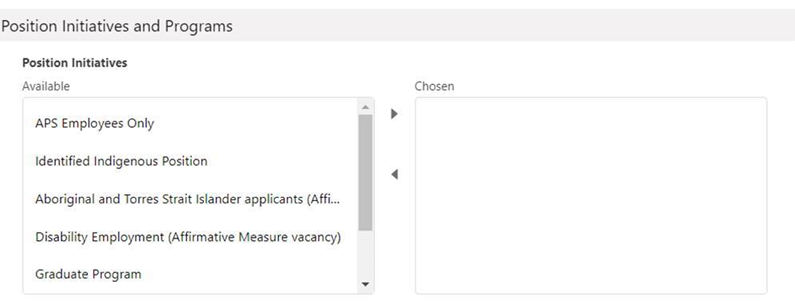 Position Initiatives and Programs
Position Initiatives
Available
Chosen
APS Employees Only
Identified Indigenous Position
Aboriginal and Torres Strait Islander applicants (Affi...
Disability Employment (Affirmative Measure vacancy)
Graduate Program